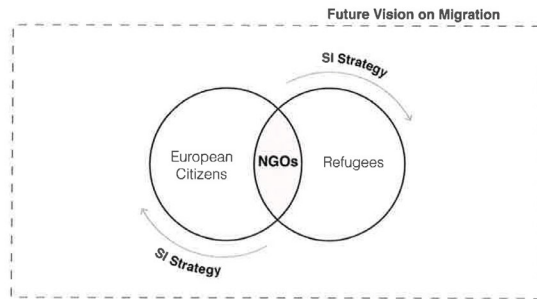 Future Vision on Migration
SI Strategy
European
Citizens
NGOs
Refugees
SI Strategy